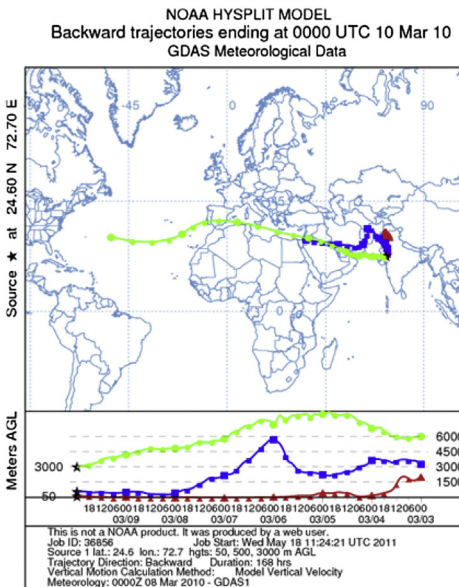 NOAA HYSPLIT MODEL
Backward trajectories ending at 0000 UTC 10 Mar 10
GDAS Meteorological Data
Source ★ at 24.60 N 72.70 E
-45 0 90
0
Meters AGL
6000
4500
3000 3000
1500
50
18 12 06 00 18 12 06 00 18 12 06 00 18 12 06 00 18 12 06 00 18 12 06 00 18 12 06 00
03/09 03/08 03/07 03/06 03/05 03/04 03/03
This is not a NOAA product. It was produced by a web user.
Job ID: 36856 Job Start: Wed May 18 11:24:21 UTC 2011
Source 1 lat.: 24.6 lon.: 72.7 hgts: 50, 500, 3000 m AGL
Trajectory Direction: Backward Duration: 168 hrs
Vertical Motion Calculation Method: Model Vertical Velocity
Meteorology: 0000Z 08 Mar 2010 - GDAS1